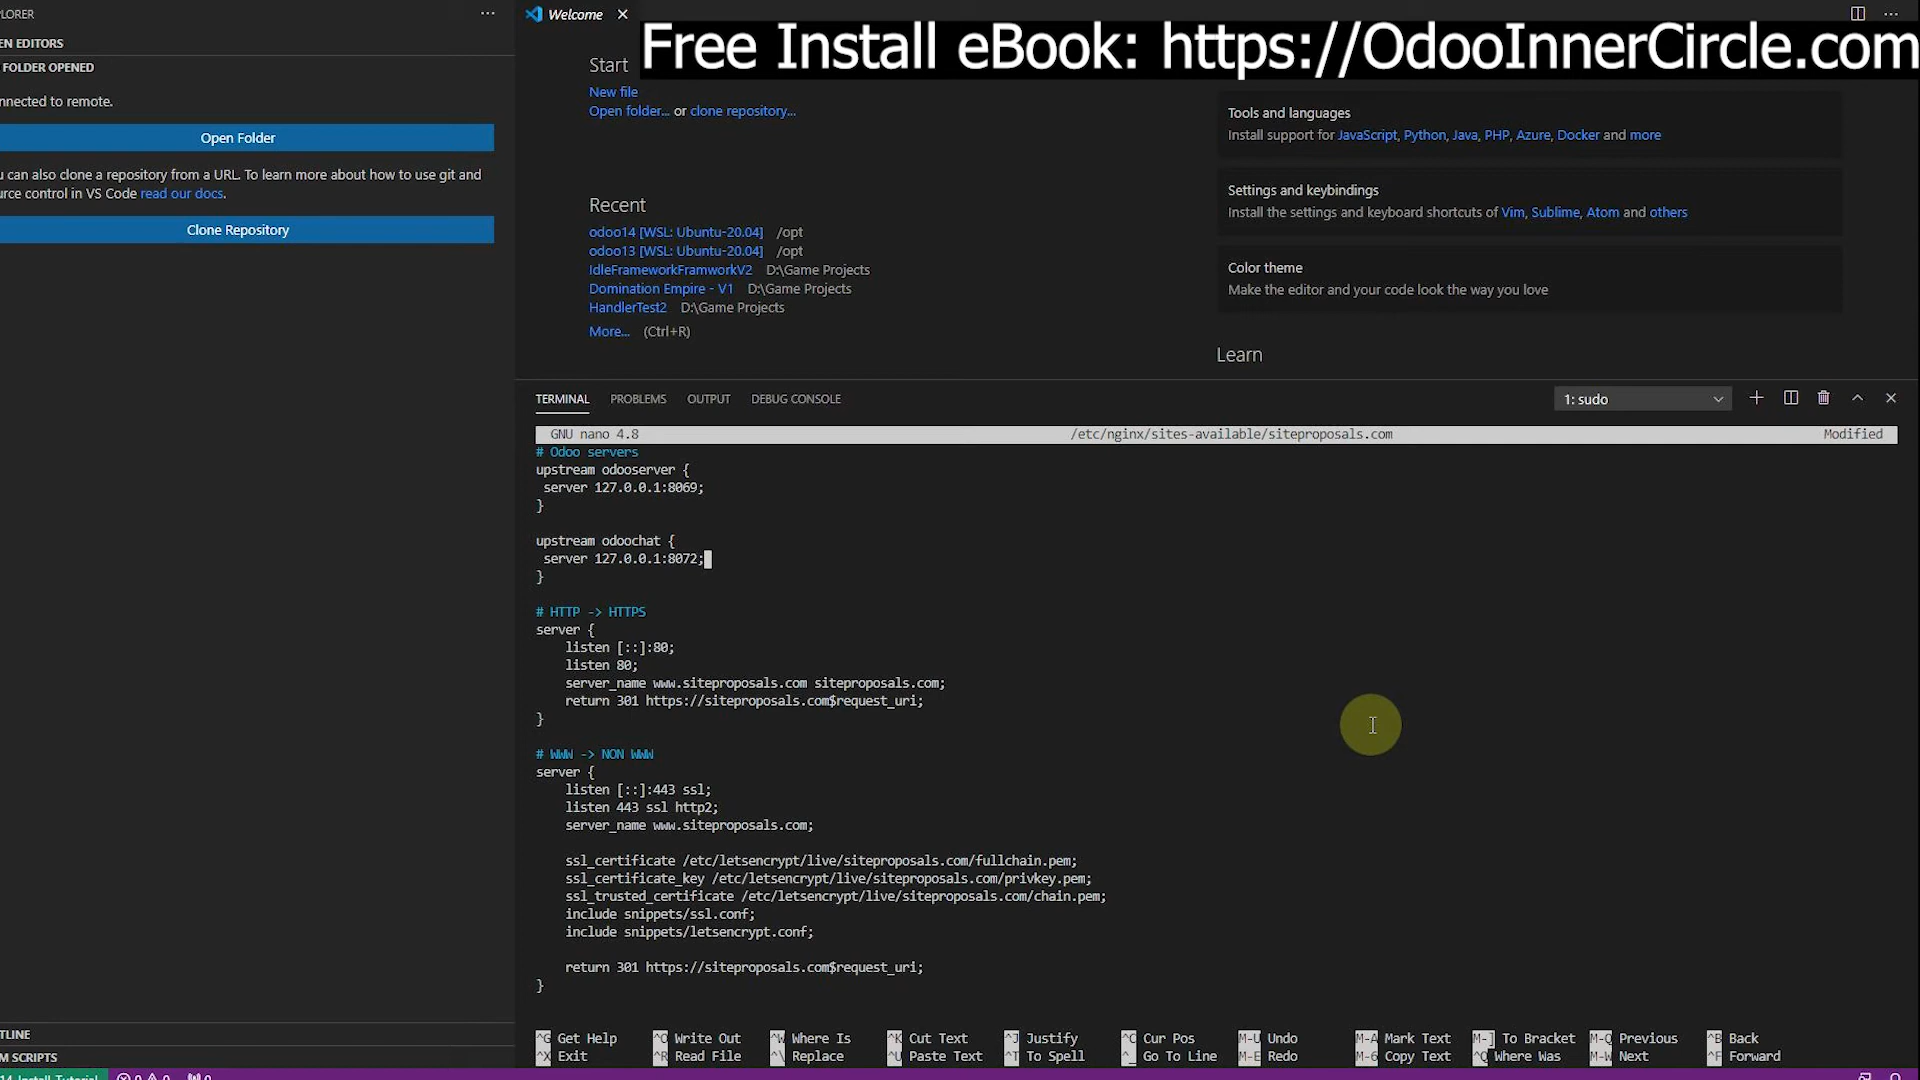 LORER
Welcome
Free Install eBook: https://OdooInnerCircle.com
EN EDITORS
FOLDER OPENED
nnected to remote.
Open Folder
u can also clone a repository from a URL. To learn more about how to use git and
urce control in VS Code read our docs.
Clone Repository
Start
New file
Open folder... or clone repository...
Recent
odoo14 [WSL: Ubuntu-20.04] /opt
odoo13 [WSL: Ubuntu-20.04] /opt
IdleFrameworkFramworkV2 D:\Game Projects
Domination Empire - V1 D:\Game Projects
HandlerTest2 D:\Game Projects
More... (Ctrl+R)
Tools and languages
Install support for JavaScript, Python, Java, PHP, Azure, Docker and more
Settings and keybindings
Install the settings and keyboard shortcuts of Vim, Sublime, Atom and others
Color theme
Make the editor and your code look the way you love
Learn
TERMINAL PROBLEMS OUTPUT DEBUG CONSOLE 1: sudo
GNU nano 4.8 /etc/nginx/sites-available/siteproposals.com Modified
# Odoo servers
upstream odooserver {
server 127.0.0.1:8069;
}
upstream odoochat {
server 127.0.0.1:8072;
}
# HTTP -> HTTPS
server {
listen [::]:80;
listen 80;
server_name www.siteproposals.com siteproposals.com;
return 301 https://siteproposals.com$request_uri;
}
# WWW -> NON WWW
server {
listen [::]:443 ssl;
listen 443 ssl http2;
server_name www.siteproposals.com;
ssl_certificate /etc/letsencrypt/live/siteproposals.com/fullchain.pem;
ssl_certificate_key /etc/letsencrypt/live/siteproposals.com/privkey.pem;
ssl_trusted_certificate /etc/letsencrypt/live/siteproposals.com/chain.pem;
include snippets/ssl.conf;
include snippets/letsencrypt.conf;
return 301 https://siteproposals.com$request_uri;
}
^G Get Help ^O Write Out ^W Where Is ^K Cut Text ^J Justify ^C Cur Pos M-U Undo M-A Mark Text M-] To Bracket M-Q Previous ^B Back
^X Exit ^R Read File ^\ Replace ^U Paste Text ^T To Spell ^_ Go To Line M-E Redo M-6 Copy Text ^Q Where Was M-W Next ^F Forward
TLINE
M SCRIPTS
14 Install Tutorial 0 0 0